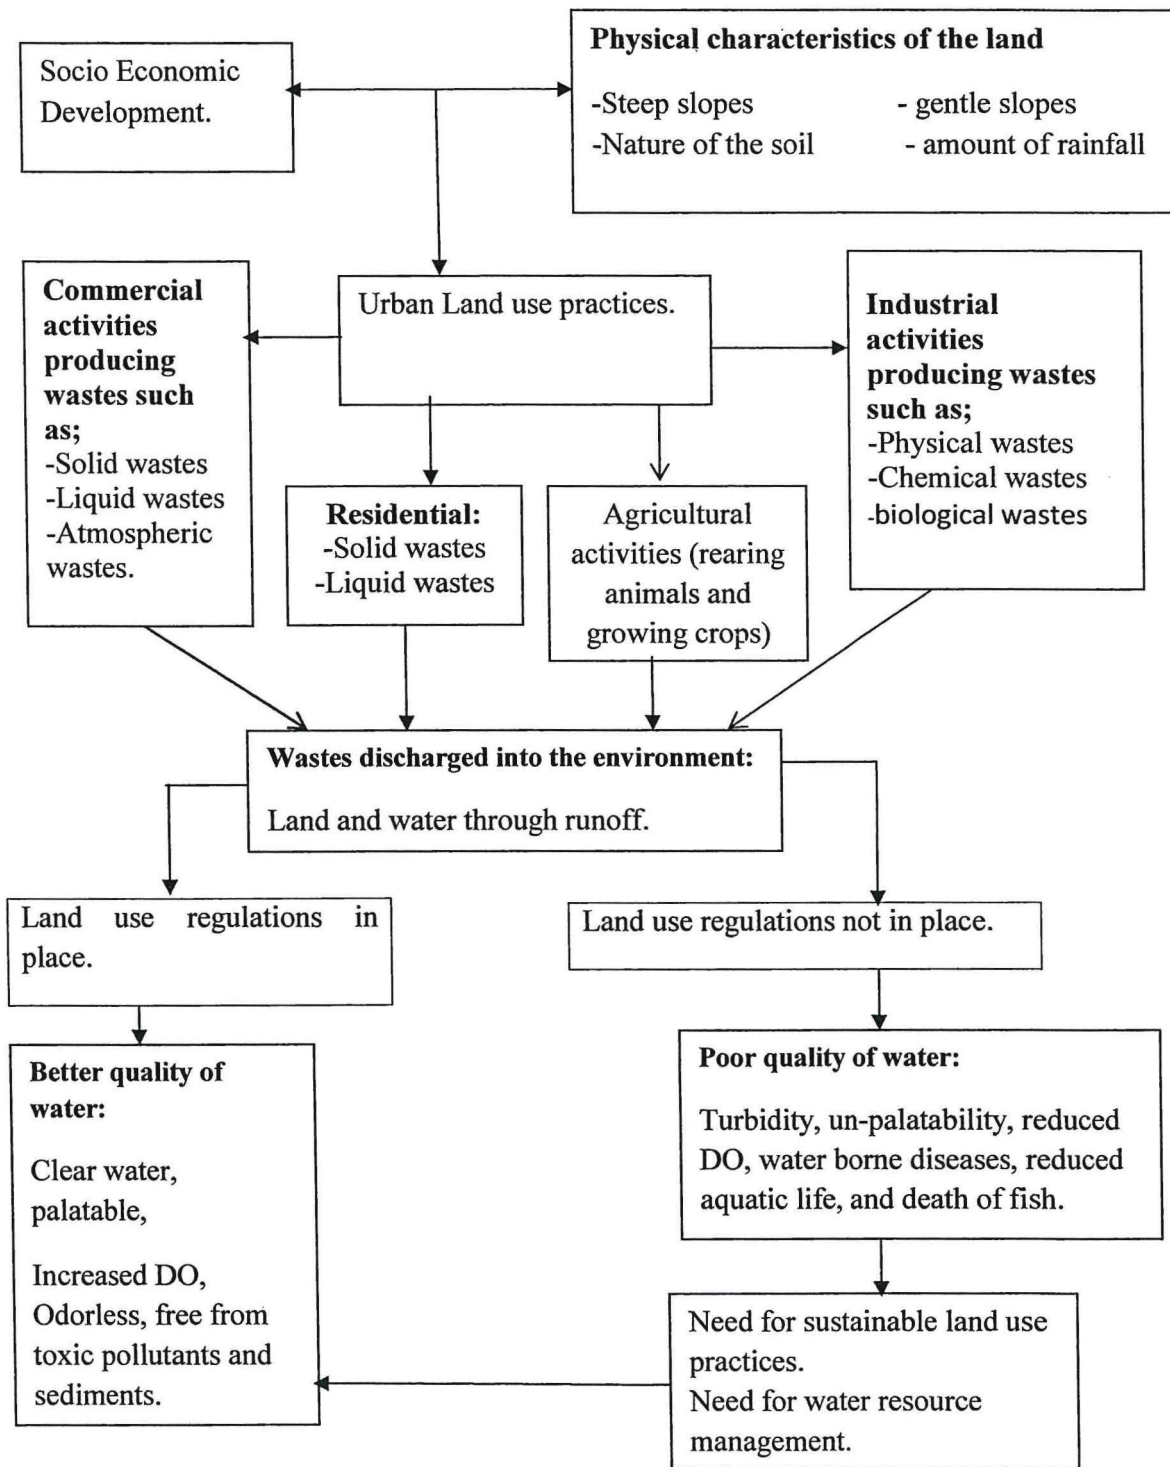 Socio Economic
Development.
Physical characteristics of the land
-Steep slopes - gentle slopes
-Nature of the soil - amount of rainfall
Commercial
activities
producing
wastes such
as;
-Solid wastes
-Liquid wastes
-Atmospheric
wastes.
Urban Land use practices.
Industrial
activities
producing wastes
such as;
-Physical wastes
-Chemical wastes
-biological wastes
Residential:
-Solid wastes
-Liquid wastes
Agricultural
activities (rearing
animals and
growing crops)
Wastes discharged into the environment:
Land and water through runoff.
Land use regulations in
place.
Land use regulations not in place.
Better quality of
water:
Clear water,
palatable,
Increased DO,
Odorless, free from
toxic pollutants and
sediments.
Poor quality of water:
Turbidity, un-palatability, reduced
DO, water borne diseases, reduced
aquatic life, and death of fish.
Need for sustainable land use
practices.
Need for water resource
management.